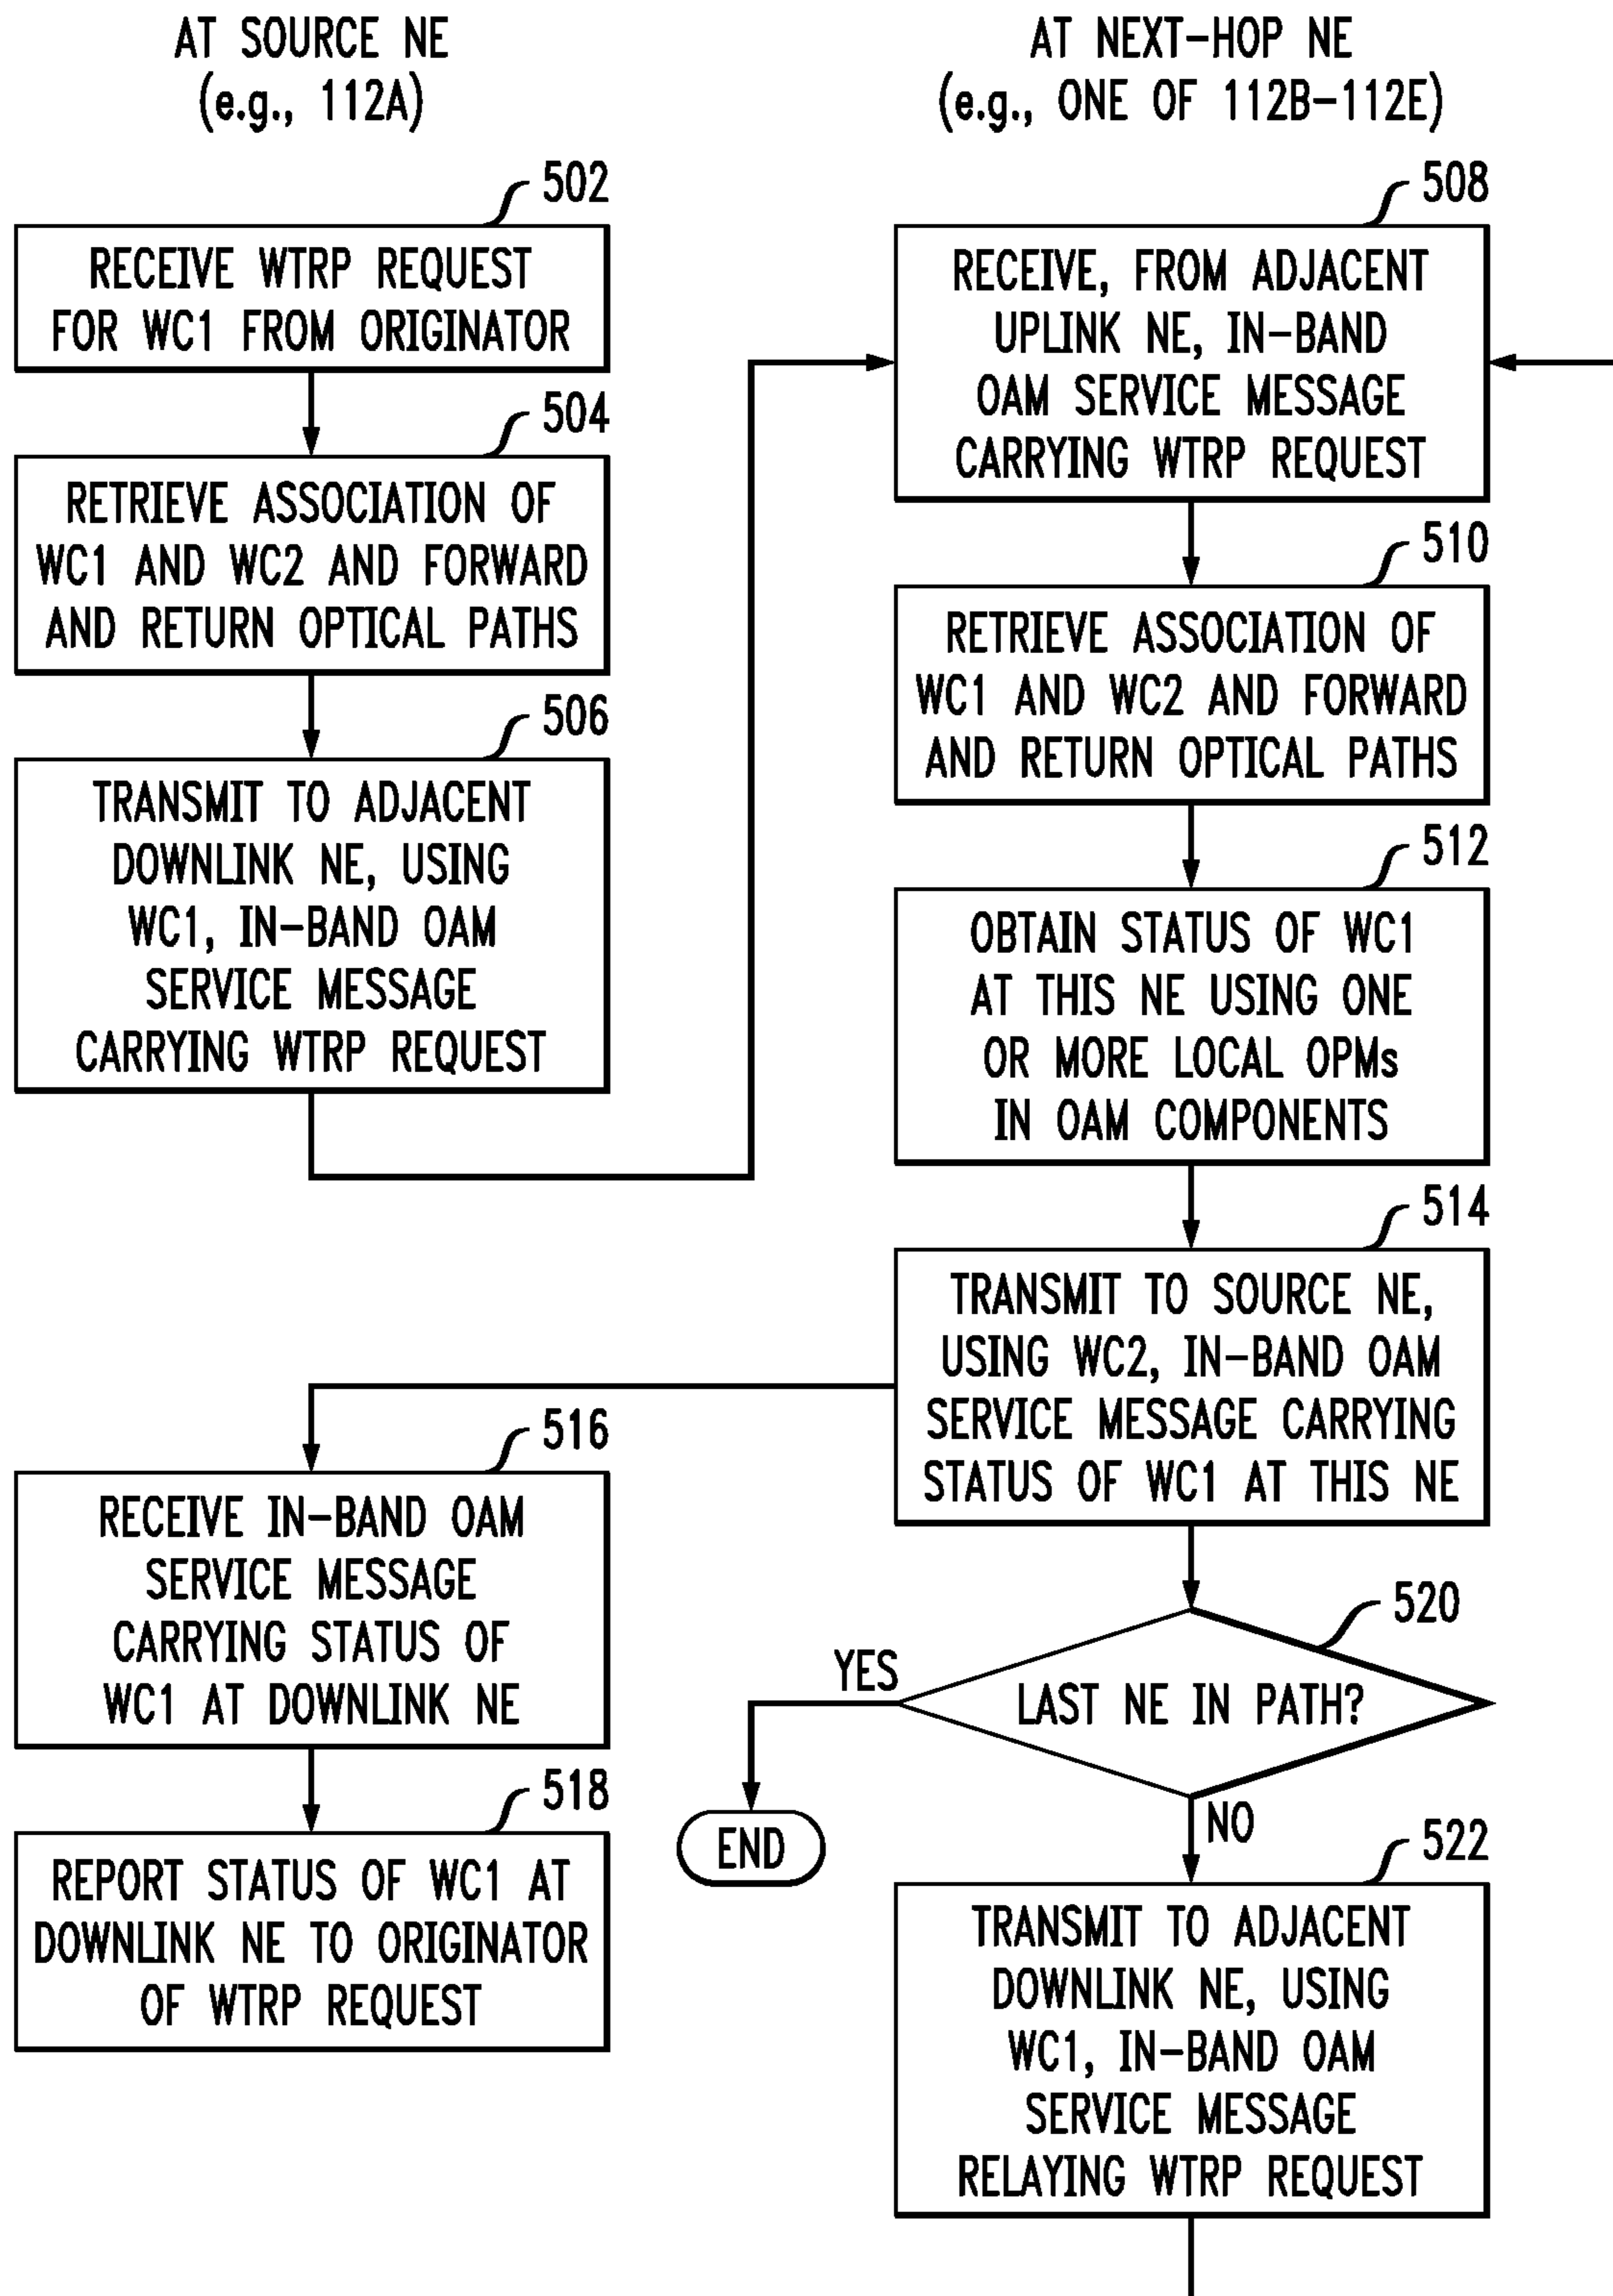 AT SOURCE NE
(e.g., 112A)
502
RECEIVE WTRP REQUEST
FOR WC1 FROM ORIGINATOR
504
RETRIEVE ASSOCIATION OF
WC1 AND WC2 AND FORWARD
AND RETURN OPTICAL PATHS
506
TRANSMIT TO ADJACENT
DOWNLINK NE, USING
WC1, IN-BAND OAM
SERVICE MESSAGE
CARRYING WTRP REQUEST
AT NEXT-HOP NE
(e.g., ONE OF 112B-112E)
508
RECEIVE, FROM ADJACENT
UPLINK NE, IN-BAND
OAM SERVICE MESSAGE
CARRYING WTRP REQUEST
510
RETRIEVE ASSOCIATION OF
WC1 AND WC2 AND FORWARD
AND RETURN OPTICAL PATHS
512
OBTAIN STATUS OF WC1
AT THIS NE USING ONE
OR MORE LOCAL OPMs
IN OAM COMPONENTS
514
TRANSMIT TO SOURCE NE,
USING WC2, IN-BAND OAM
SERVICE MESSAGE CARRYING
STATUS OF WC1 AT THIS NE
516
RECEIVE IN-BAND OAM
SERVICE MESSAGE
CARRYING STATUS OF
WC1 AT DOWNLINK NE
518
REPORT STATUS OF WC1 AT
DOWNLINK NE TO ORIGINATOR
OF WTRP REQUEST
520
LAST NE IN PATH?
YES
END
NO
522
TRANSMIT TO ADJACENT
DOWNLINK NE, USING
WC1, IN-BAND OAM
SERVICE MESSAGE
RELAYING WTRP REQUEST